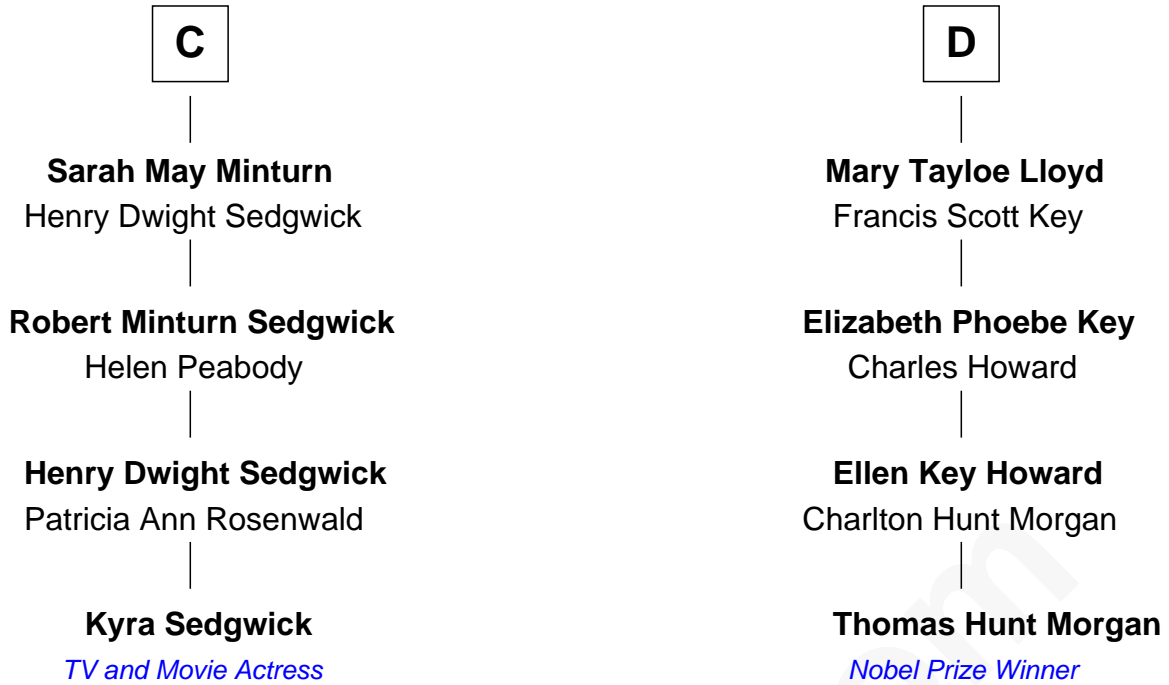 C
Sarah May Minturn
Henry Dwight Sedgwick
Robert Minturn Sedgwick
Helen Peabody
Henry Dwight Sedgwick
Patricia Ann Rosenwald
Kyra Sedgwick
TV and Movie Actress
D
Mary Tayloe Lloyd
Francis Scott Key
Elizabeth Phoebe Key
Charles Howard
Ellen Key Howard
Charlton Hunt Morgan
Thomas Hunt Morgan
Nobel Prize Winner